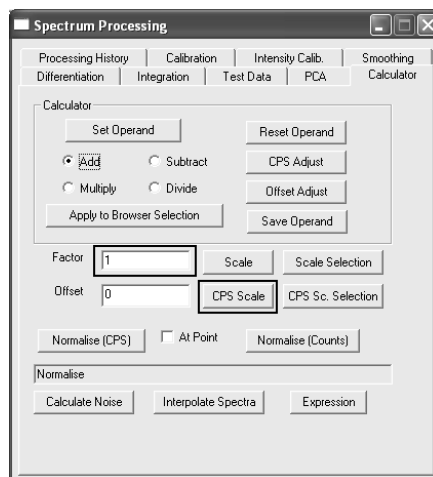 Spectrum Processing
Processing History Calibration Intensity Calib. Smoothing
Differentiation Integration Test Data PCA Calculator
Calculator
Set Operand Reset Operand
Add Subtract CPS Adjust
Multiply Divide Offset Adjust
Apply to Browser Selection Save Operand
Factor 1 Scale Scale Selection
Offset 0 CPS Scale CPS Sc. Selection
Normalise (CPS) At Point Normalise (Counts)
Normalise
Calculate Noise Interpolate Spectra Expression